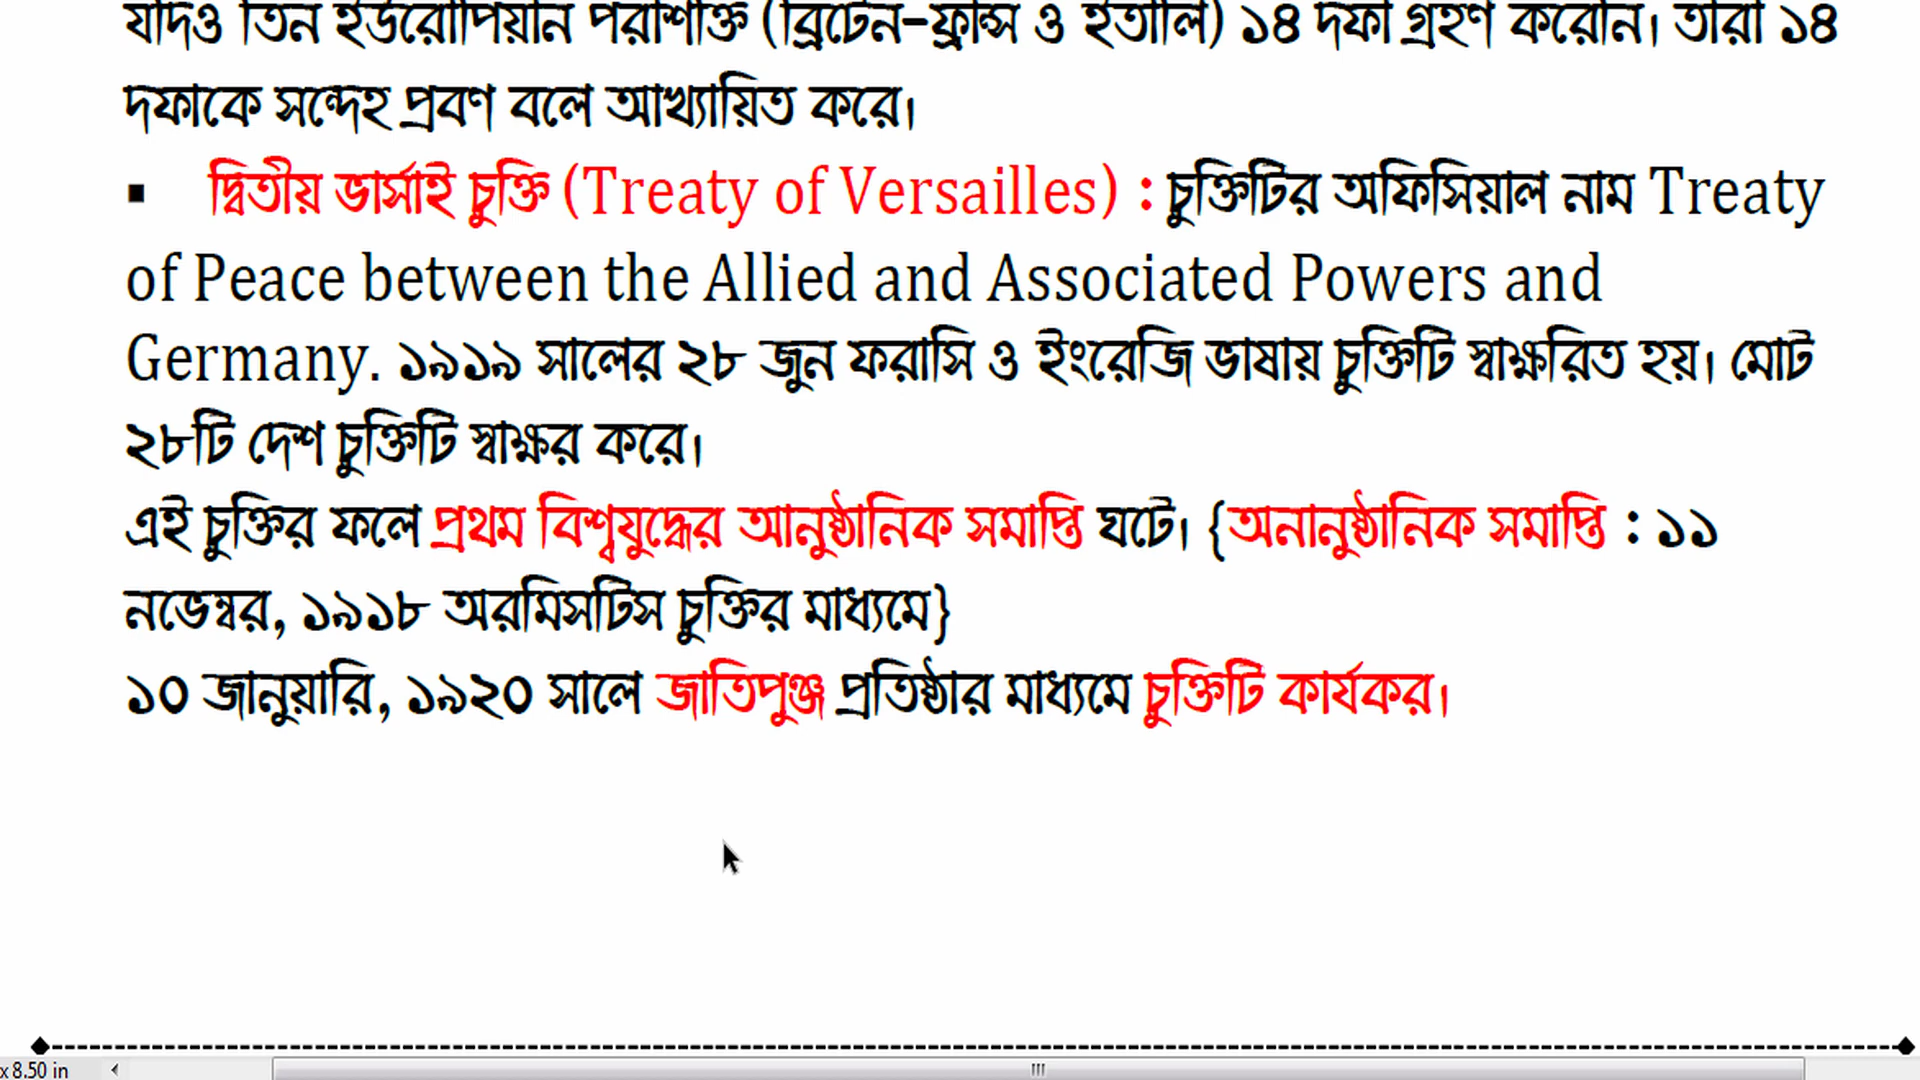 যদিও তিন ইউরোপিয়ান পরাশক্তি (ব্রিটেন-ফ্রান্স ও ইতালি) ১৪ দফা গ্রহণ করেনি। তারা ১৪
দফাকে সন্দেহ প্রবণ বলে আখ্যায়িত করে।
▪ দ্বিতীয় ভার্সাই চুক্তি (Treaty of Versailles) : চুক্তিটির অফিসিয়াল নাম Treaty
of Peace between the Allied and Associated Powers and
Germany. ১৯১৯ সালের ২৮ জুন ফরাসি ও ইংরেজি ভাষায় চুক্তিটি স্বাক্ষরিত হয়। মোট
২৮টি দেশ চুক্তিটি স্বাক্ষর করে।
এই চুক্তির ফলে প্রথম বিশ্বযুদ্ধের আনুষ্ঠানিক সমাপ্তি ঘটে। {অনানুষ্ঠানিক সমাপ্তি : ১১
নভেম্বর, ১৯১৮ অরমিসটিস চুক্তির মাধ্যমে}
১০ জানুয়ারি, ১৯২০ সালে জাতিপুঞ্জ প্রতিষ্ঠার মাধ্যমে চুক্তিটি কার্যকর।
x 8.50 in